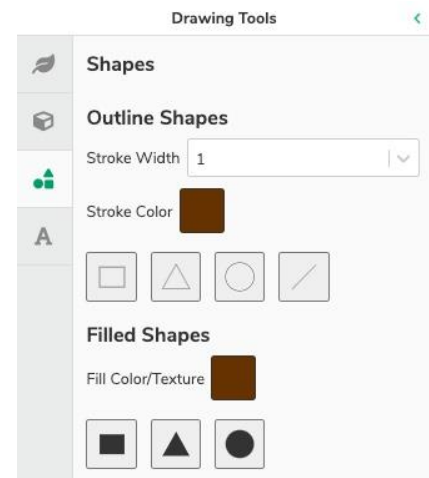 Drawing Tools
Shapes
Outline Shapes
Stroke Width 1
Stroke Color
A
Filled Shapes
Fill Color/Texture